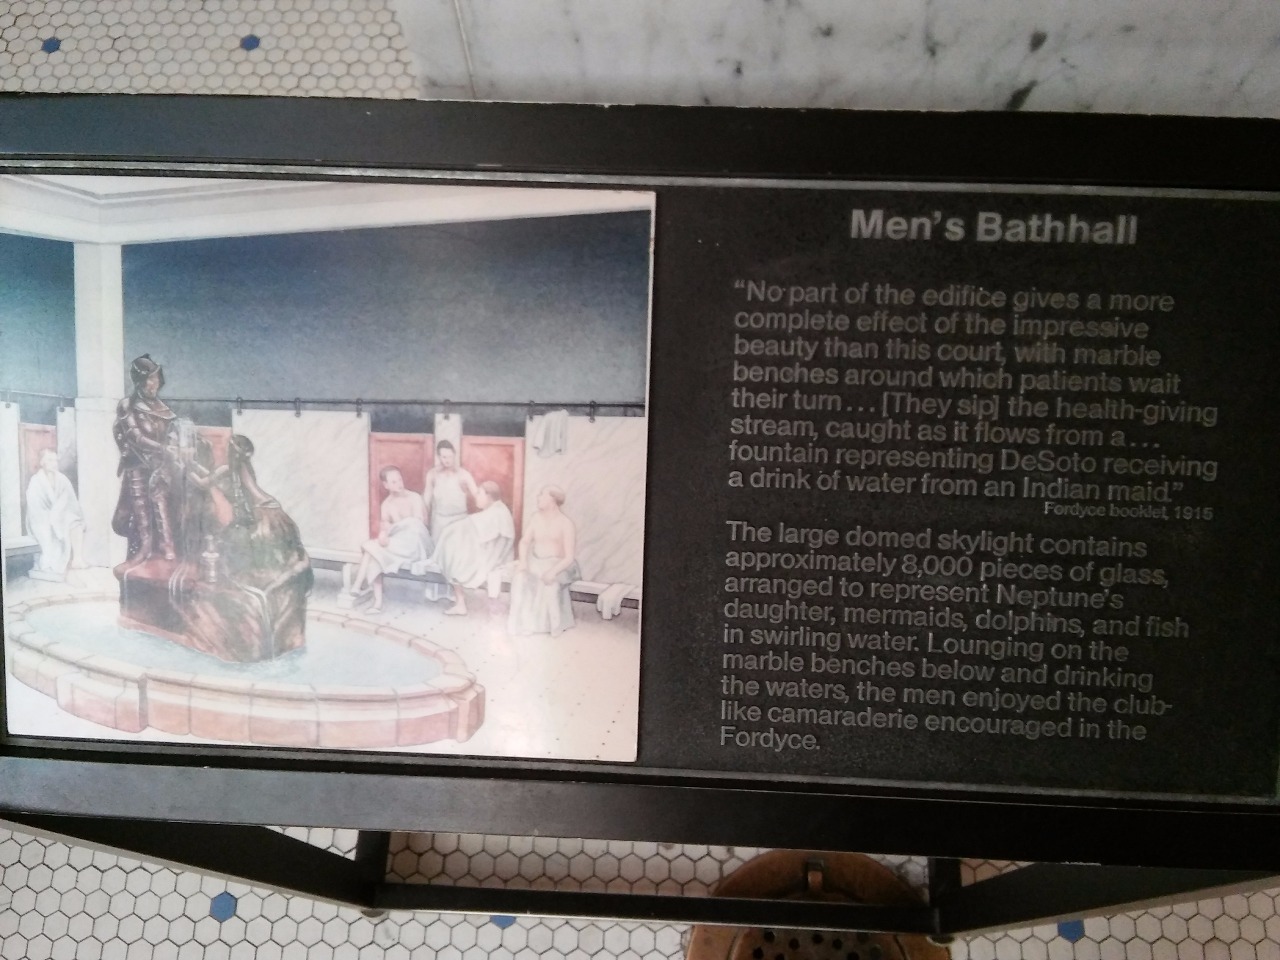 Men's Bathhall
“No part of the edifice gives a more
complete effect of the impressive
beauty than this court, with marble
benches around which patients wait
their turn... [They sip] the health-giving
stream, caught as it flows from a...
fountain representing DeSoto receiving
a drink of water from an Indian maid.”
Fordyce booklet, 1915
The large domed skylight contains
approximately 8,000 pieces of glass,
arranged to represent Neptune's
daughter, mermaids, dolphins, and fish
in swirling water. Lounging on the
marble benches below and drinking
the waters, the men enjoyed the club-
like camaraderie encouraged in the
Fordyce.